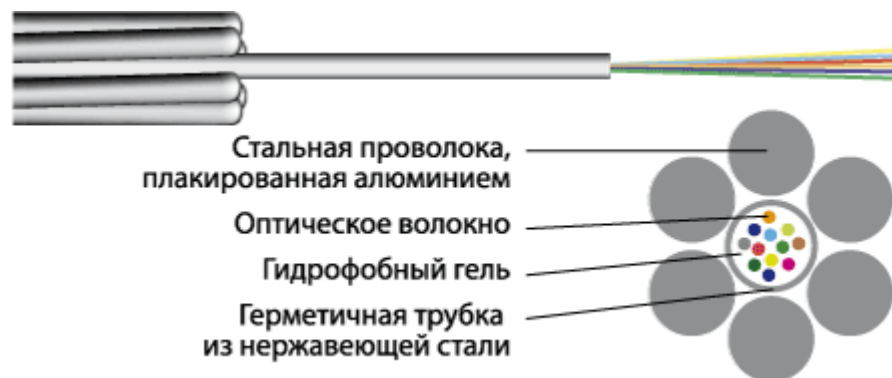 Стальная проволока,
плакированная алюминием
Оптическое волокно
Гидрофобный гель
Герметичная трубка
из нержавеющей стали